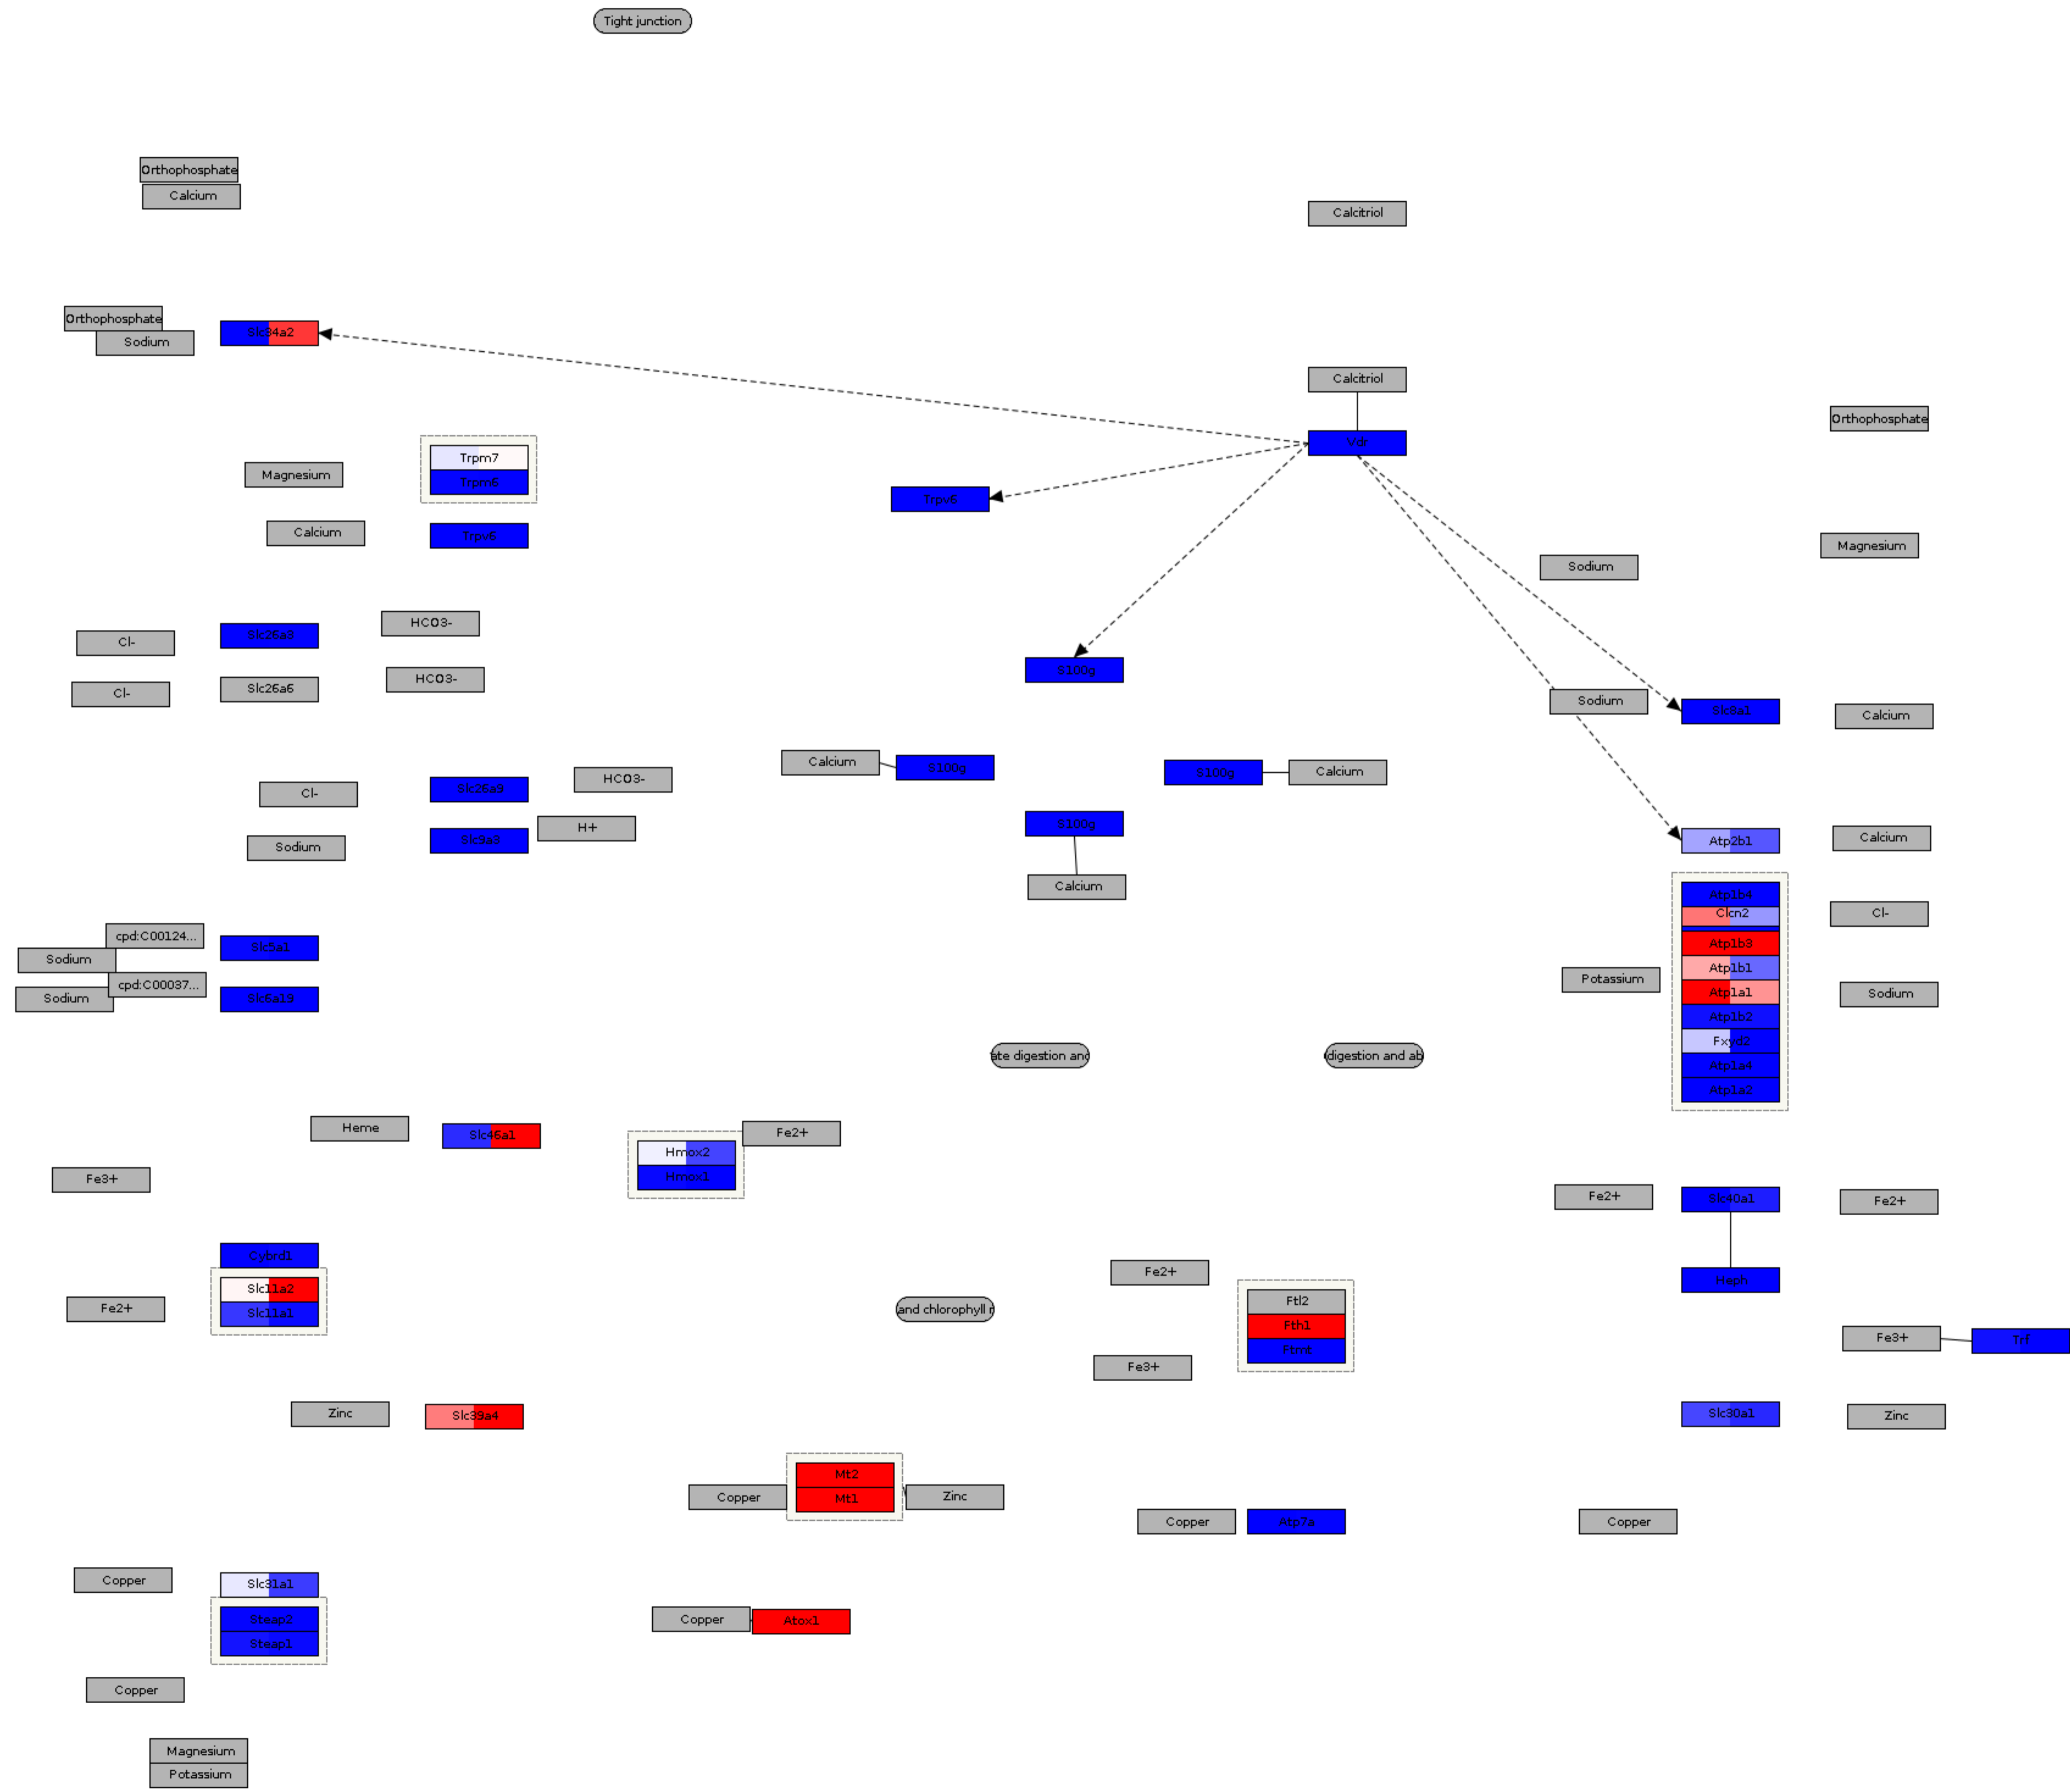 Tight junction
Orthophosphate
Calcium
Calcitriol
Orthophosphate
Sodium
Slc34a2
Calcitriol
Orthophosphate
Vdr
Trpm7
Magnesium
Trpm6
Trpv6
Calcium
Trpv6
Magnesium
Sodium
HCO3-
Cl-
Slc26a3
S100g
HCO3-
Cl-
Slc26a6
Sodium
Slc8a1
Calcium
Calcium
S100g
S100g
Calcium
HCO3-
Cl-
Slc26a9
H+
S100g
Sodium
Slc9a3
Atp2b1
Calcium
Calcium
Atp1b4
Clcn2
Cl-
cpd:C00124...
Slc5a1
Sodium
Atp1b3
Atp1b1
Potassium
cpd:C00037...
Sodium
Slc6a19
Atp1a1
Sodium
Atp1b2
Fxyd2
ate digestion and
digestion and ab
Atp1a4
Atp1a2
Heme
Slc46a1
Fe2+
Hmox2
Hmox1
Fe3+
Fe2+
Slc40a1
Fe2+
Cybrd1
Fe2+
Heph
Slc11a2
Fe2+
Slc11a1
and chlorophyll r
Ftl2
Fth1
Ftmt
Fe3+
Fe3+
Trf
Zinc
Slc39a4
Slc30a1
Zinc
Mt2
Copper
Mt1
Zinc
Copper
Atp7a
Copper
Copper
Slc31a1
Steap2
Steap1
Copper
Atox1
Copper
Magnesium
Potassium